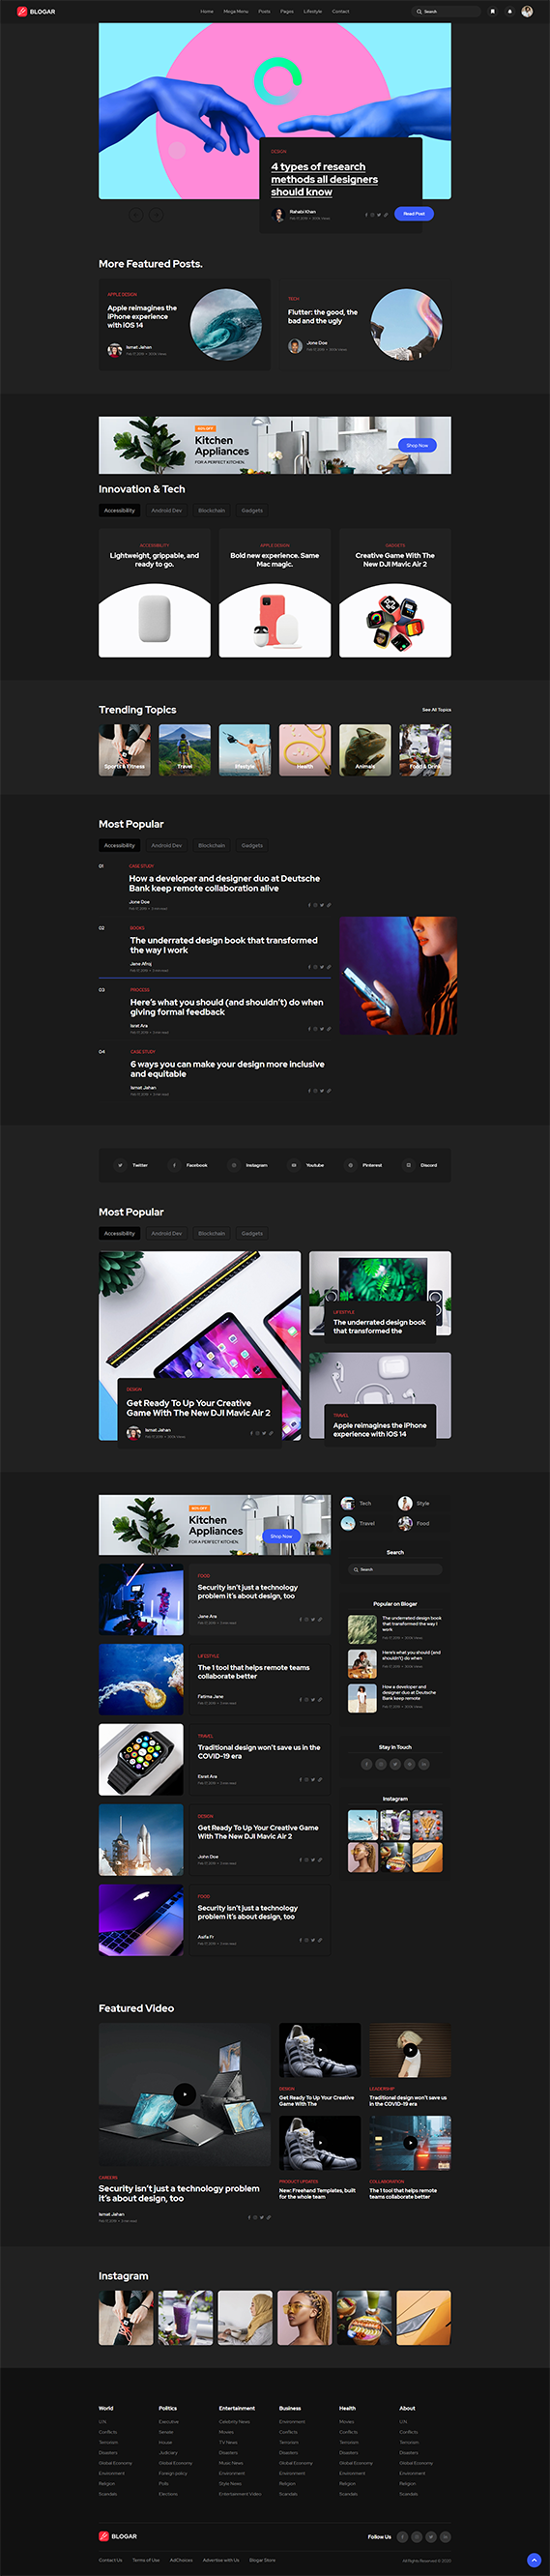 BLOGAR
Home Mega Menu Posts Pages Lifestyle Contact
Search
DESIGN
4 types of research
methods all designers
should know
Rahabi Khan
Read Post
More Featured Posts.
APPLE DESIGN
Apple reimagines the
iPhone experience
with iOS 14
Ismat Jahan
TECH
Flutter: the good, the
bad and the ugly
Jone Doe
Kitchen
Appliances
FOR A PERFECT KITCHEN
Shop Now
Innovation & Tech
Accessibility Android Dev Blockchain Gadgets
ACCESSIBILITY
Lightweight, grippable, and
ready to go.
APPLE DESIGN
Bold new experience. Same
Mac magic.
GADGETS
Creative Game With The
New DJI Mavic Air 2
Trending Topics
See All Topics
Sports & Fitness
Travel
lifestyle
Health
Animals
Food & Drink
Most Popular
Accessibility Android Dev Blockchain Gadgets
01
CASE STUDY
How a developer and designer duo at Deutsche
Bank keep remote collaboration alive
Jone Doe
02
BOOKS
The underrated design book that transformed
the way I work
Jane Afroj
03
PROCESS
Here's what you should (and shouldn't) do when
giving formal feedback
Israt Ara
04
CASE STUDY
6 ways you can make your design more inclusive
and equitable
Ismat Jahan
Twitter Facebook Instagram Youtube Pinterest Discord
Most Popular
Accessibility Android Dev Blockchain Gadgets
DESIGN
Get Ready To Up Your Creative
Game With The New DJI Mavic Air 2
Ismat Jahan
LIFESTYLE
The underrated design book
that transformed the
TRAVEL
Apple reimagines the iPhone
experience with iOS 14
Kitchen
Appliances
FOR A PERFECT KITCHEN
Shop Now
FOOD
Security isn't just a technology
problem it's about design, too
Jane Are
LIFESTYLE
The 1 tool that helps remote teams
collaborate better
Fatima Jane
TRAVEL
Traditional design won't save us in the
COVID-19 era
Esrat Are
DESIGN
Get Ready To Up Your Creative Game
With The New DJI Mavic Air 2
John Doe
FOOD
Security isn't just a technology
problem it's about design, too
Asifa Fr
Tech Style
Travel Food
Search
Search
Popular on Blogar
The underrated design book
that transformed the way I
work
Here's what you should (and
shouldn't) do when
How a developer and
designer duo at Deutsche
Bank keep remote
Stay In Touch
Instagram
Featured Video
CAREERS
Security isn't just a technology problem
it's about design, too
Ismat Jahan
DESIGN
Get Ready To Up Your Creative
Game With The
LEADERSHIP
Traditional design won't save us
in the COVID-19 era
PRODUCT UPDATES
New: Freehand Templates, built
for the whole team
COLLABORATION
The 1 tool that helps remote
teams collaborate better
Instagram
World
U.N.
Conflicts
Terrorism
Disasters
Global Economy
Environment
Religion
Scandals
Politics
Executive
Senate
House
Judiciary
Global Economy
Foreign policy
Polls
Elections
Entertainment
Celebrity News
Movies
TV News
Disasters
Music News
Environment
Style News
Entertainment Video
Business
Environment
Conflicts
Terrorism
Disasters
Global Economy
Environment
Religion
Scandals
Health
Movies
Conflicts
Terrorism
Disasters
Global Economy
Environment
Religion
Scandals
About
U.N
Conflicts
Terrorism
Disasters
Global Economy
Environment
Religion
Scandals
BLOGAR
Follow Us
Contact Us Terms of Use AdChoices Advertise with Us Blogar Store
All Rights Reserved © 2020